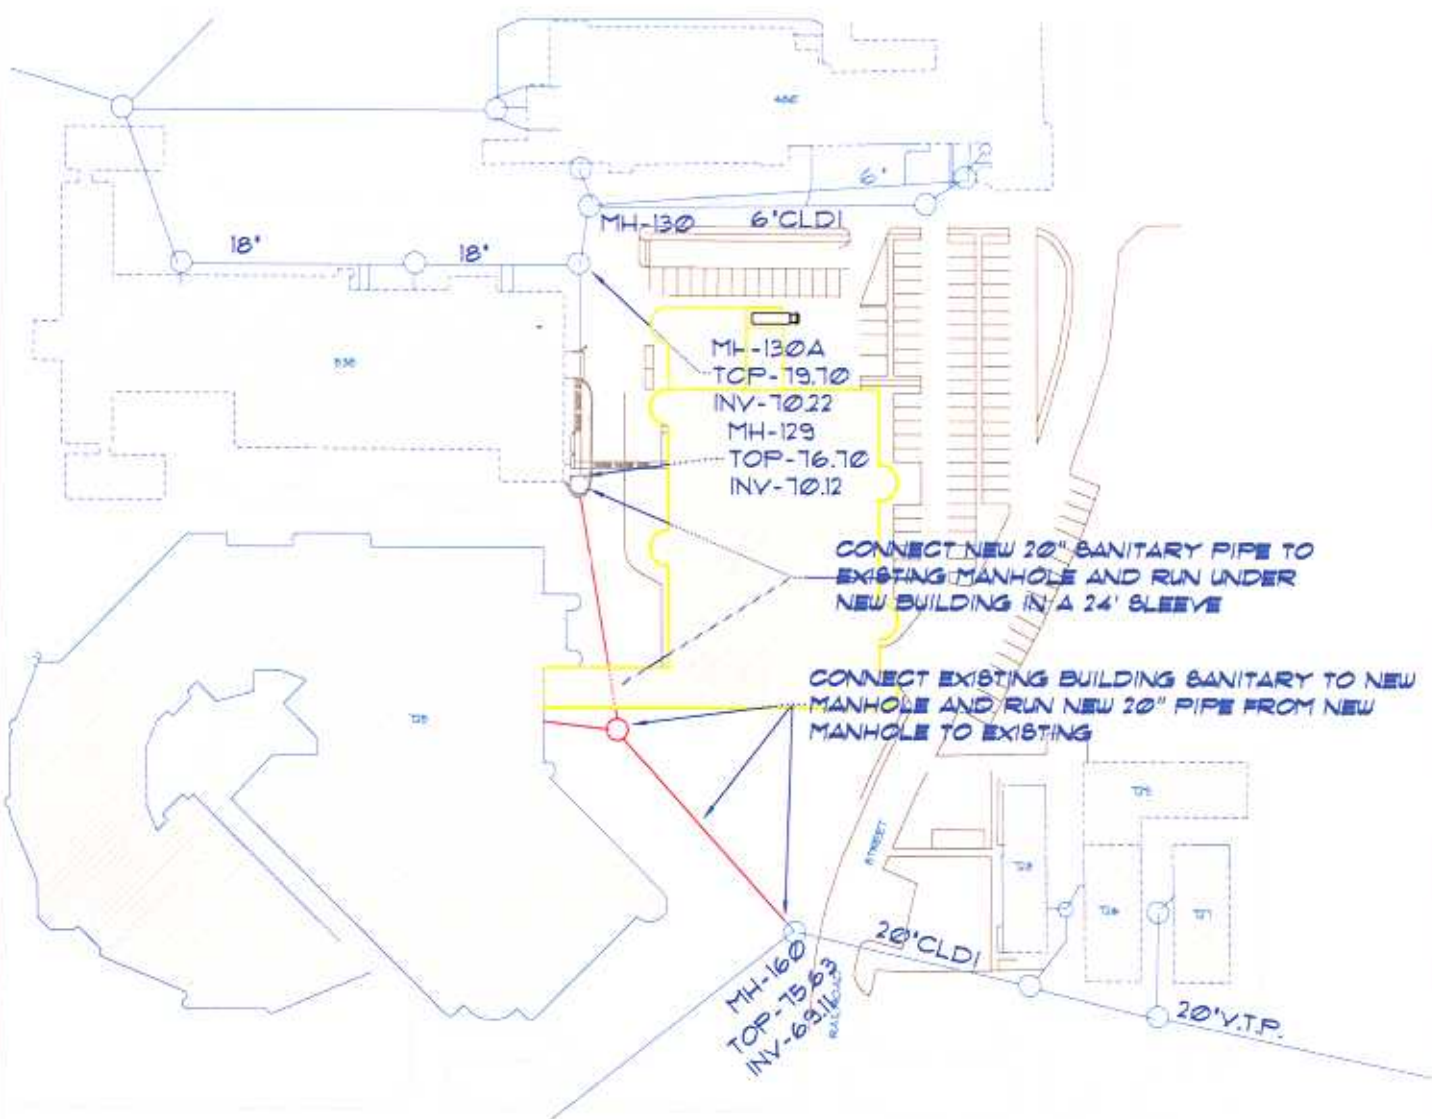 6'
MH-130
6"CLDI
18"
18"
MH-130A
TOP-79.70
INV-70.22
MH-129
TOP-76.70
INV-70.12
CONNECT NEW 20" SANITARY PIPE TO
EXISTING MANHOLE AND RUN UNDER
NEW BUILDING IN A 24' SLEEVE
CONNECT EXISTING BUILDING SANITARY TO NEW
MANHOLE AND RUN NEW 20" PIPE FROM NEW
MANHOLE TO EXISTING
STREET
20"CLDI
MH-160
TOP-75.63
INV-69.11
RAILROAD
20"V.T.P.